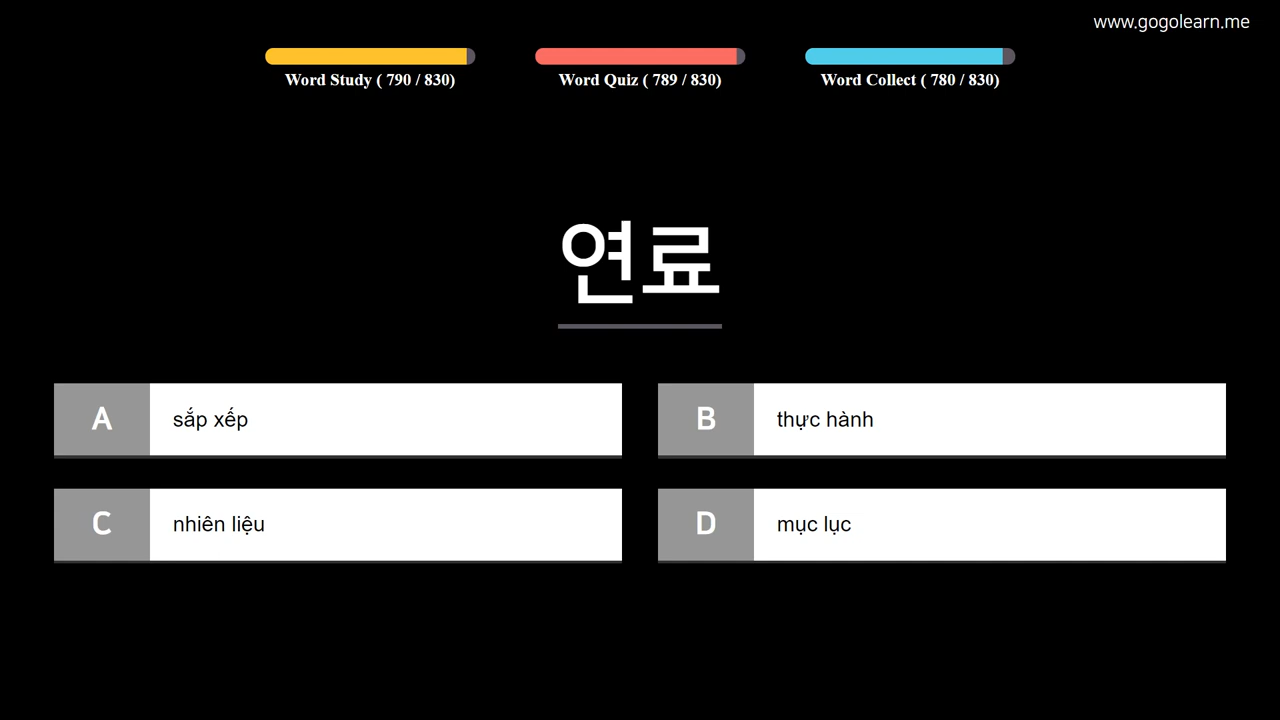 www.gogolearn.me
Word Study ( 790 / 830)
Word Quiz ( 789 / 830)
Word Collect ( 780 / 830)
연료
A sắp xếp
B thực hành
C nhiên liệu
D mục lục